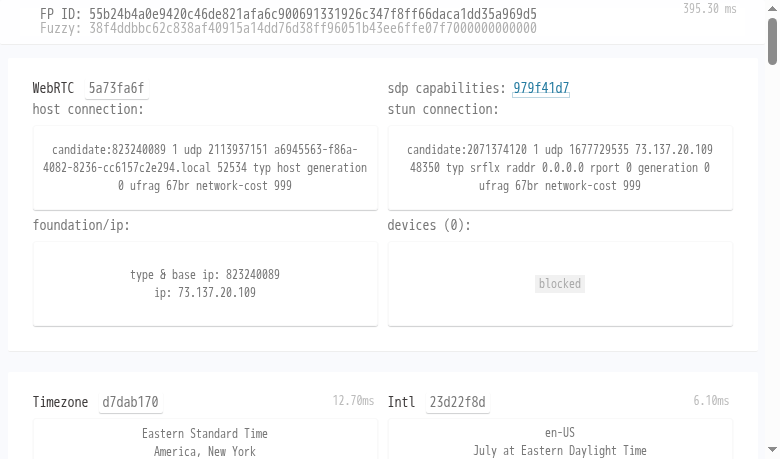 FP ID: 55b24b4a0e9420c46de821afa6c900691331926c347f8ff66daca1dd35a969d5
395.30 ms
Fuzzy: 38f4ddbbc62c838af40915a14dd76d38ff96051b43ee6ffe07f7000000000000
WebRTC 5a73fa6f
host connection:
candidate:823240089 1 udp 2113937151 a6945563-f86a-
4082-8236-cc6157c2e294.local 52534 typ host generation
0 ufrag 67br network-cost 999
foundation/ip:
type & base ip: 823240089
ip: 73.137.20.109
sdp capabilities: 979f41d7
stun connection:
candidate:2071374120 1 udp 1677729535 73.137.20.109
48350 typ srflx raddr 0.0.0.0 rport 0 generation 0
ufrag 67br network-cost 999
devices (0):
blocked
Timezone d7dab170
12.70ms
Eastern Standard Time
America, New York
Intl 23d22f8d
6.10ms
en-US
July at Eastern Daylight Time